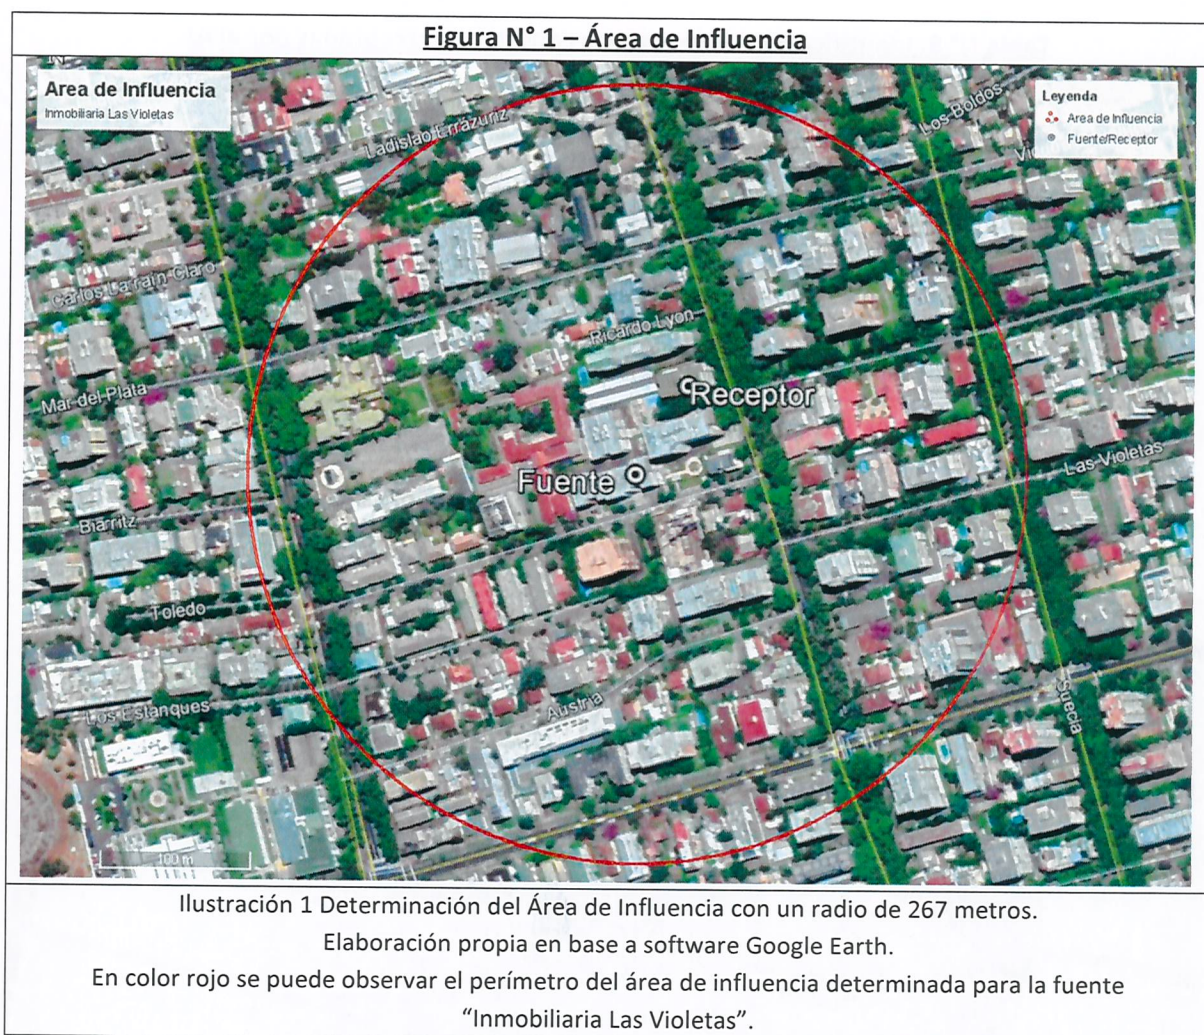 Figura N° 1 – Área de Influencia
N
Area de Influencia
Inmobiliaria Las Violetas
Leyenda
Area de Influencia
Fuente/Receptor
Los-Boldos
Ladislao Errázuriz
Carlos Larraín Claro
Ricardo Lyon
Mar del Plata
Receptor
Las-Violetas
Fuente
Biarritz
Toledo
Suecia
Los Estanques
Austria
100 m
Ilustración 1 Determinación del Área de Influencia con un radio de 267 metros.
Elaboración propia en base a software Google Earth.
En color rojo se puede observar el perímetro del área de influencia determinada para la fuente
“Inmobiliaria Las Violetas”.